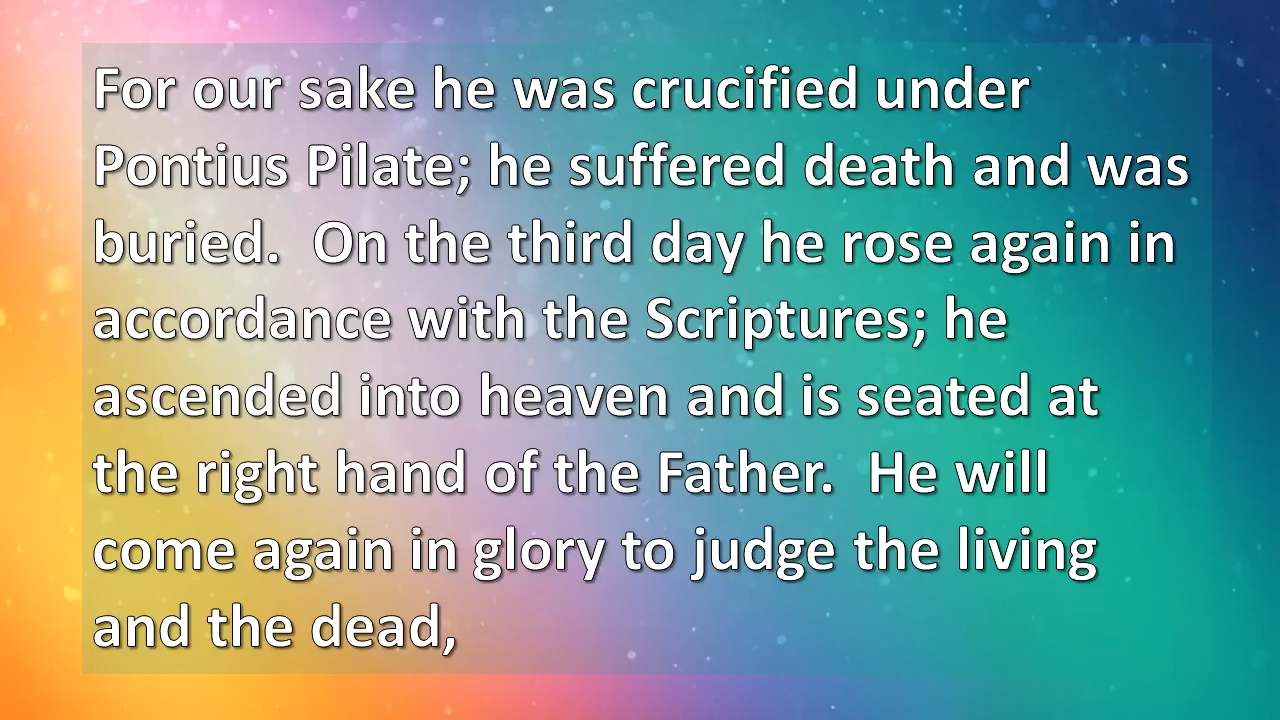 For our sake he was crucified under
Pontius Pilate; he suffered death and was
buried.  On the third day he rose again in
accordance with the Scriptures; he
ascended into heaven and is seated at
the right hand of the Father.  He will
come again in glory to judge the living
and the dead,